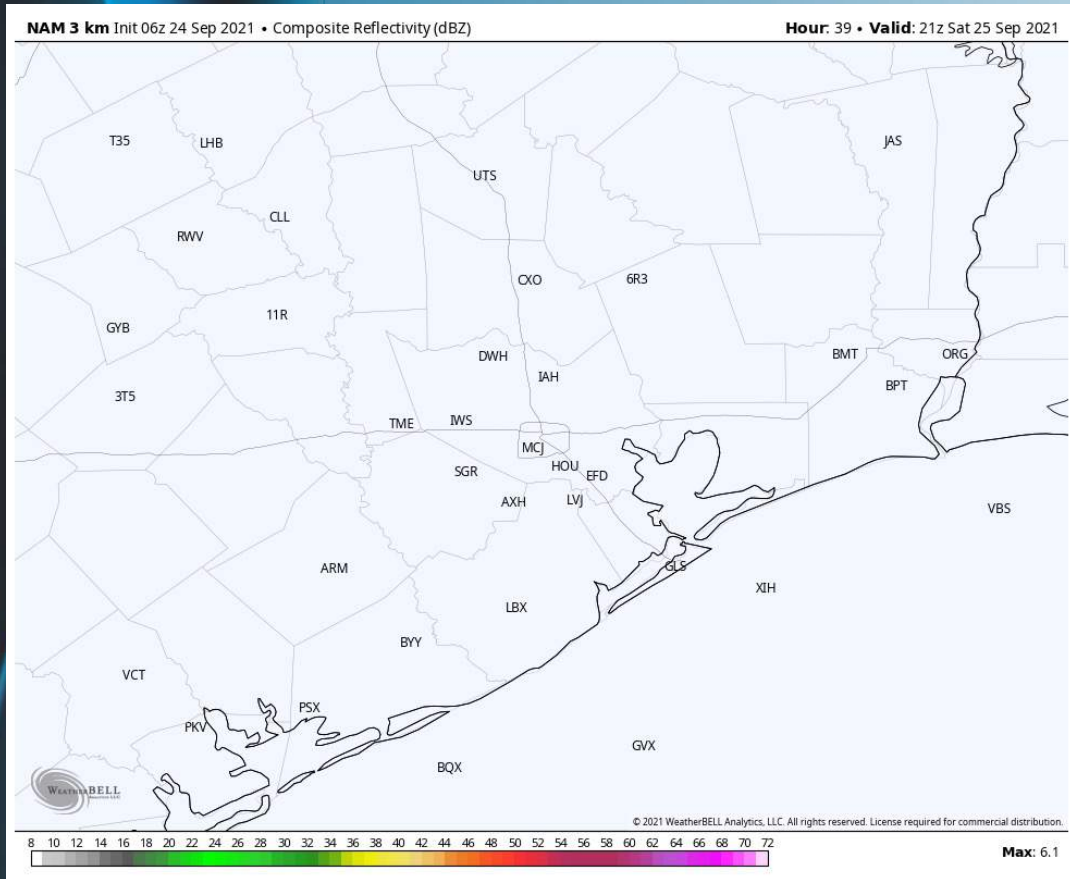 NAM 3 km Init 06z 24 Sep 2021 • Composite Reflectivity (dBZ) Hour: 39 • Valid: 21z Sat 25 Sep 2021
T35 LHB JAS
UTS
CLL
RWV
CXO 6R3
11R
GYB
DWH BMT ORG
IAH
BPT
3T5
TME IWS
MCJ
SGR HOU EFD
AXH LVJ
VBS
ARM GLS
XIH
LBX
BYY
VCT
PSX
PKV
GVX
BQX
WEATHERBELL
© 2021 WeatherBELL Analytics, LLC. All rights reserved. License required for commercial distribution.
8 10 12 14 16 18 20 22 24 26 28 30 32 34 36 38 40 42 44 46 48 50 52 54 56 58 60 62 64 66 68 70 72
Max: 6.1